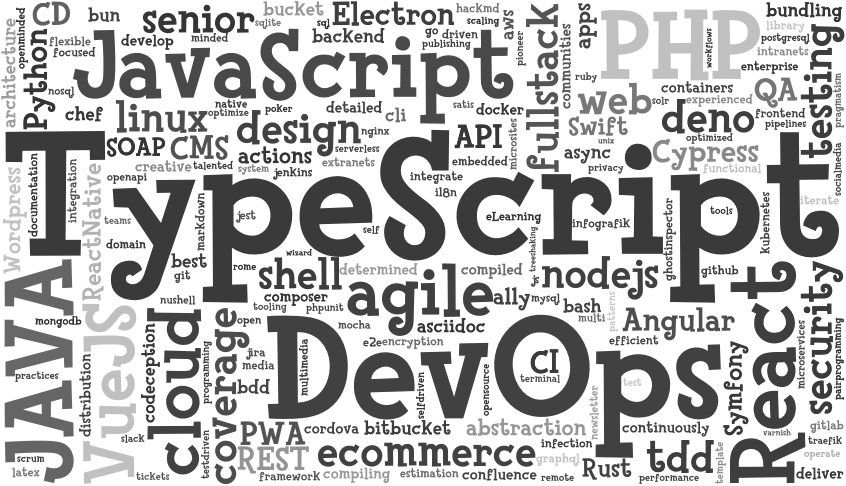 CD
bun
senior
bucket
sqlite
sql
Electron
hackmd
scaling
aws
pioneer
fullstack
communities
apps
PHP
workflows
bundling
library
postgresql
intranets
enterprise
architecture
openminded
flexible
focused
develop
minded
backend
go
driven
publishing
Python
nosql
JavaScript
ruby
testing
pragmatism
chef
linux
native
optimize
poker
detailed
cli
satis
docker
web
solr
containers
experienced
QA
frontend
pipelines
deno
optimized
design
nginx
serverless
API
microsites
Swift
unix
SOAP
CMS
actions
extranets
embedded
async
privacy
Cypress
functional
socialmedia
creative
talented
system
jenkins
integrate
i18n
openapi
TypeScript
Wordpress
documentation
integration
ReactNative
teams
domain
markdown
jest
self
eLearning
infografik
tools
iterate
kubernetes
ghostinspector
github
best
git
rome
wizard
treeshaking
js
nushell
shell
determined
compiled
nodejs
composer
tooling
phpunit
agile
a11y
mysql
bash
multi
patterns
JAVA
mongodb
VueJS
codeception
cloud
programming
coverage
open
mocha
asciidoc
Angular
efficient
React
security
microservices
pairprogramming
practices
distribution
jira
media
bdd
multimedia
e2e
encryption
DevOps
CI
terminal
test
selfdriven
opensource
Symfony
newsletter
slack
testdriven
PWA
cordova
bitbucket
abstraction
continuously
varnish
gitlab
traefik
operate
scrum
latex
tickets
REST
ecommerce
infection
graphql
framework
compiling
estimation
confluence
remote
Rust
tdd
performance
template
deliver